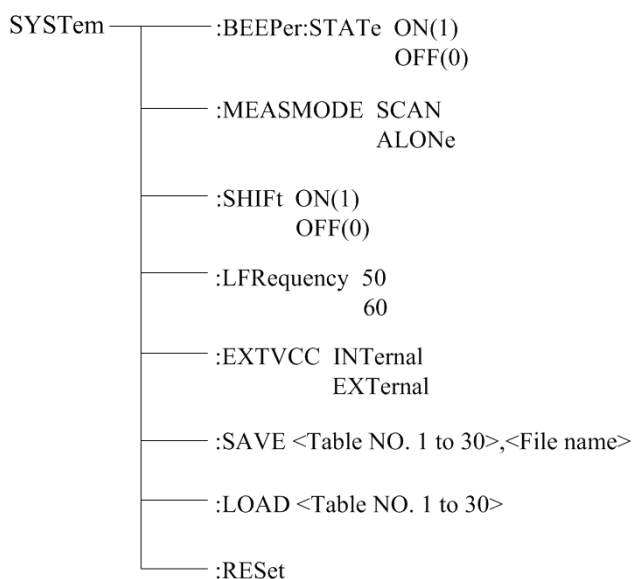 SYSTem :BEEPer:STATe ON(1)
OFF(0)
:MEASMODE SCAN
ALONe
:SHIFt ON(1)
OFF(0)
:LFRequency 50
60
:EXTVCC INTernal
EXTernal
:SAVE <Table NO. 1 to 30>,<File name>
:LOAD <Table NO. 1 to 30>
:RESet